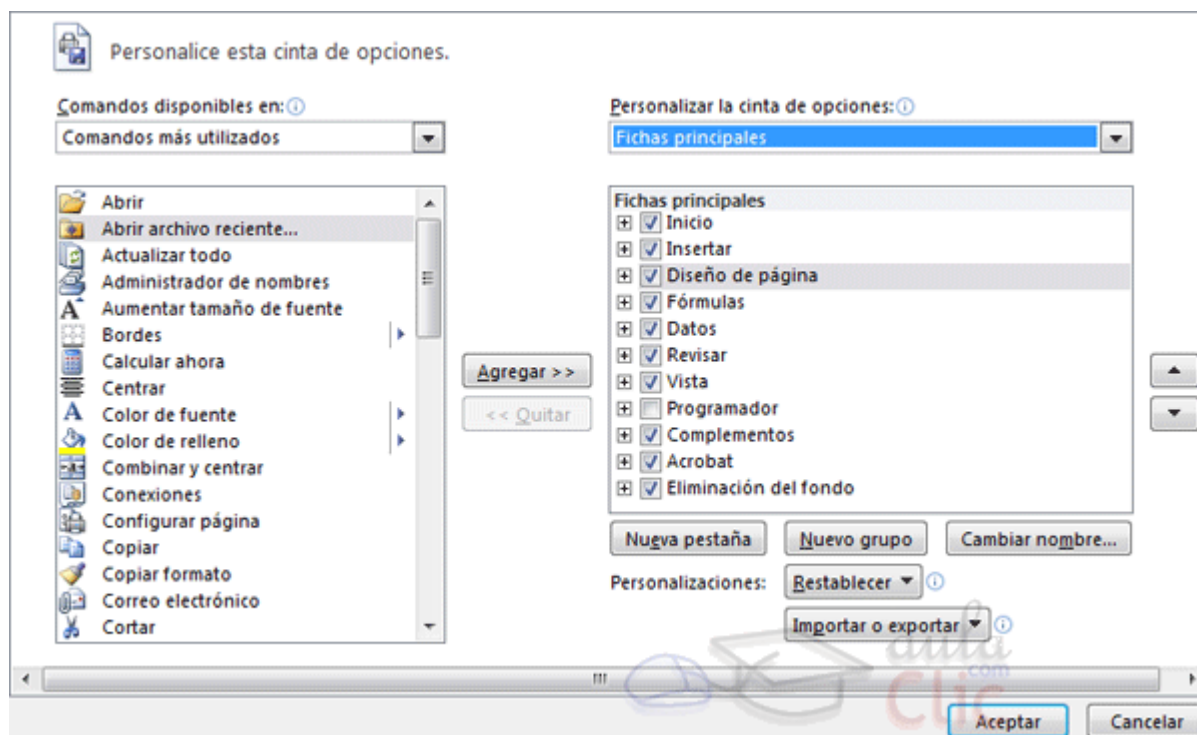 Personalice esta cinta de opciones.
Comandos disponibles en:
Comandos más utilizados
Abrir
Abrir archivo reciente...
Actualizar todo
Administrador de nombres
Aumentar tamaño de fuente
Bordes
Calcular ahora
Centrar
Color de fuente
Color de relleno
Combinar y centrar
Conexiones
Configurar página
Copiar
Copiar formato
Correo electrónico
Cortar
Agregar >>
<< Quitar
Personalizar la cinta de opciones:
Fichas principales
Fichas principales
Inicio
Insertar
Diseño de página
Fórmulas
Datos
Revisar
Vista
Programador
Complementos
Acrobat
Eliminación del fondo
Nueva pestaña Nuevo grupo Cambiar nombre...
Personalizaciones: Restablecer
Importar o exportar
aula
.com
Clic
Aceptar Cancelar